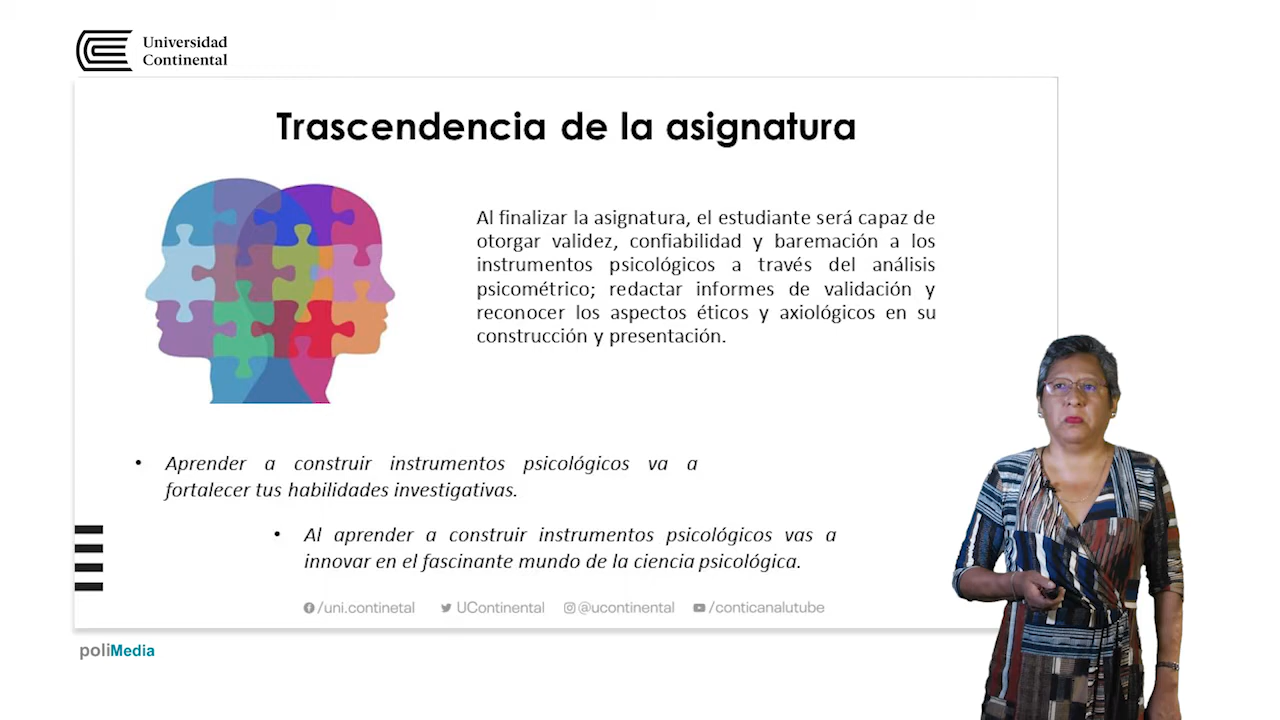 Universidad
Continental
Trascendencia de la asignatura
Al finalizar la asignatura, el estudiante será capaz de
otorgar validez, confiabilidad y baremación a los
instrumentos psicológicos a través del análisis
psicométrico; redactar informes de validación y
reconocer los aspectos éticos y axiológicos en su
construcción y presentación.
• Aprender a construir instrumentos psicológicos va a
fortalecer tus habilidades investigativas.
• Al aprender a construir instrumentos psicológicos vas a
innovar en el fascinante mundo de la ciencia psicológica.
/uni.continetal UContinental @ucontinental /conticanalutube
poliMedia